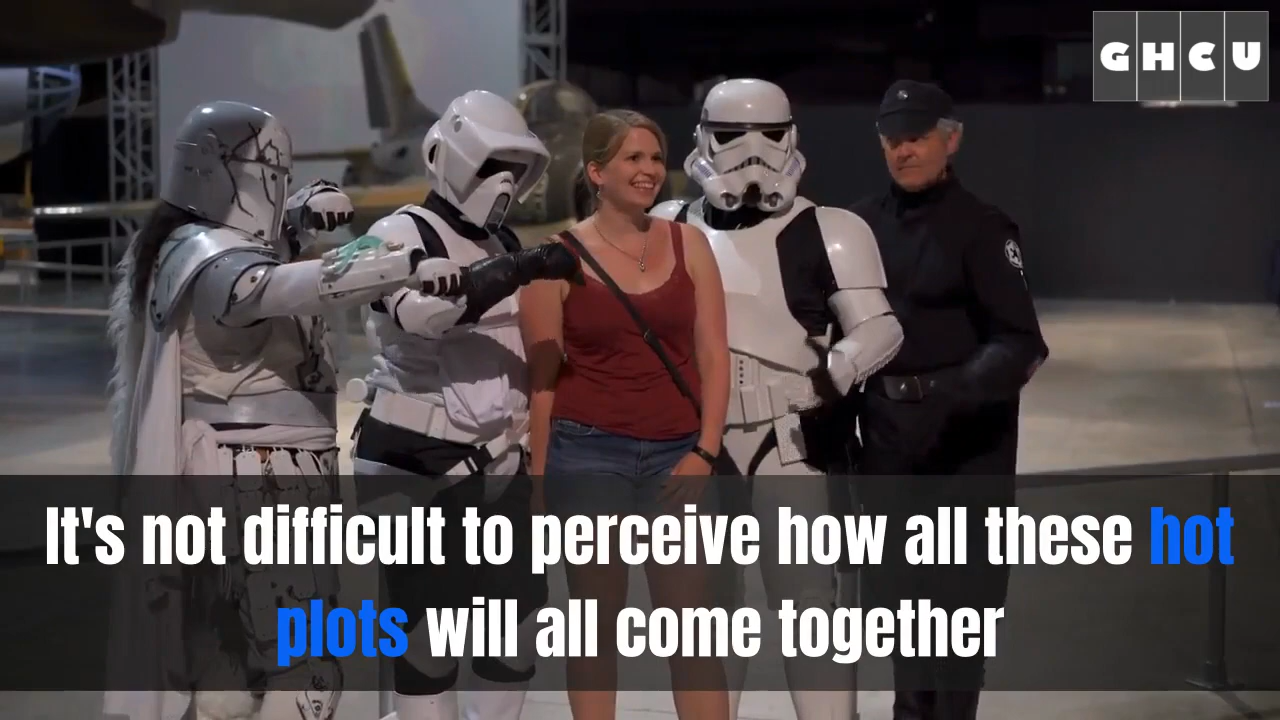 GHCU
It's not difficult to perceive how all these hot
plots will all come together